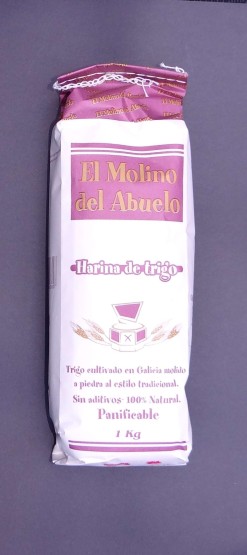 El Molino
del Abuelo
Harina de trigo
Trigo cultivado en Galicia molido
a piedra al estilo tradicional.
Sin aditivos- 100% Natural.
Panificable
1 Kg